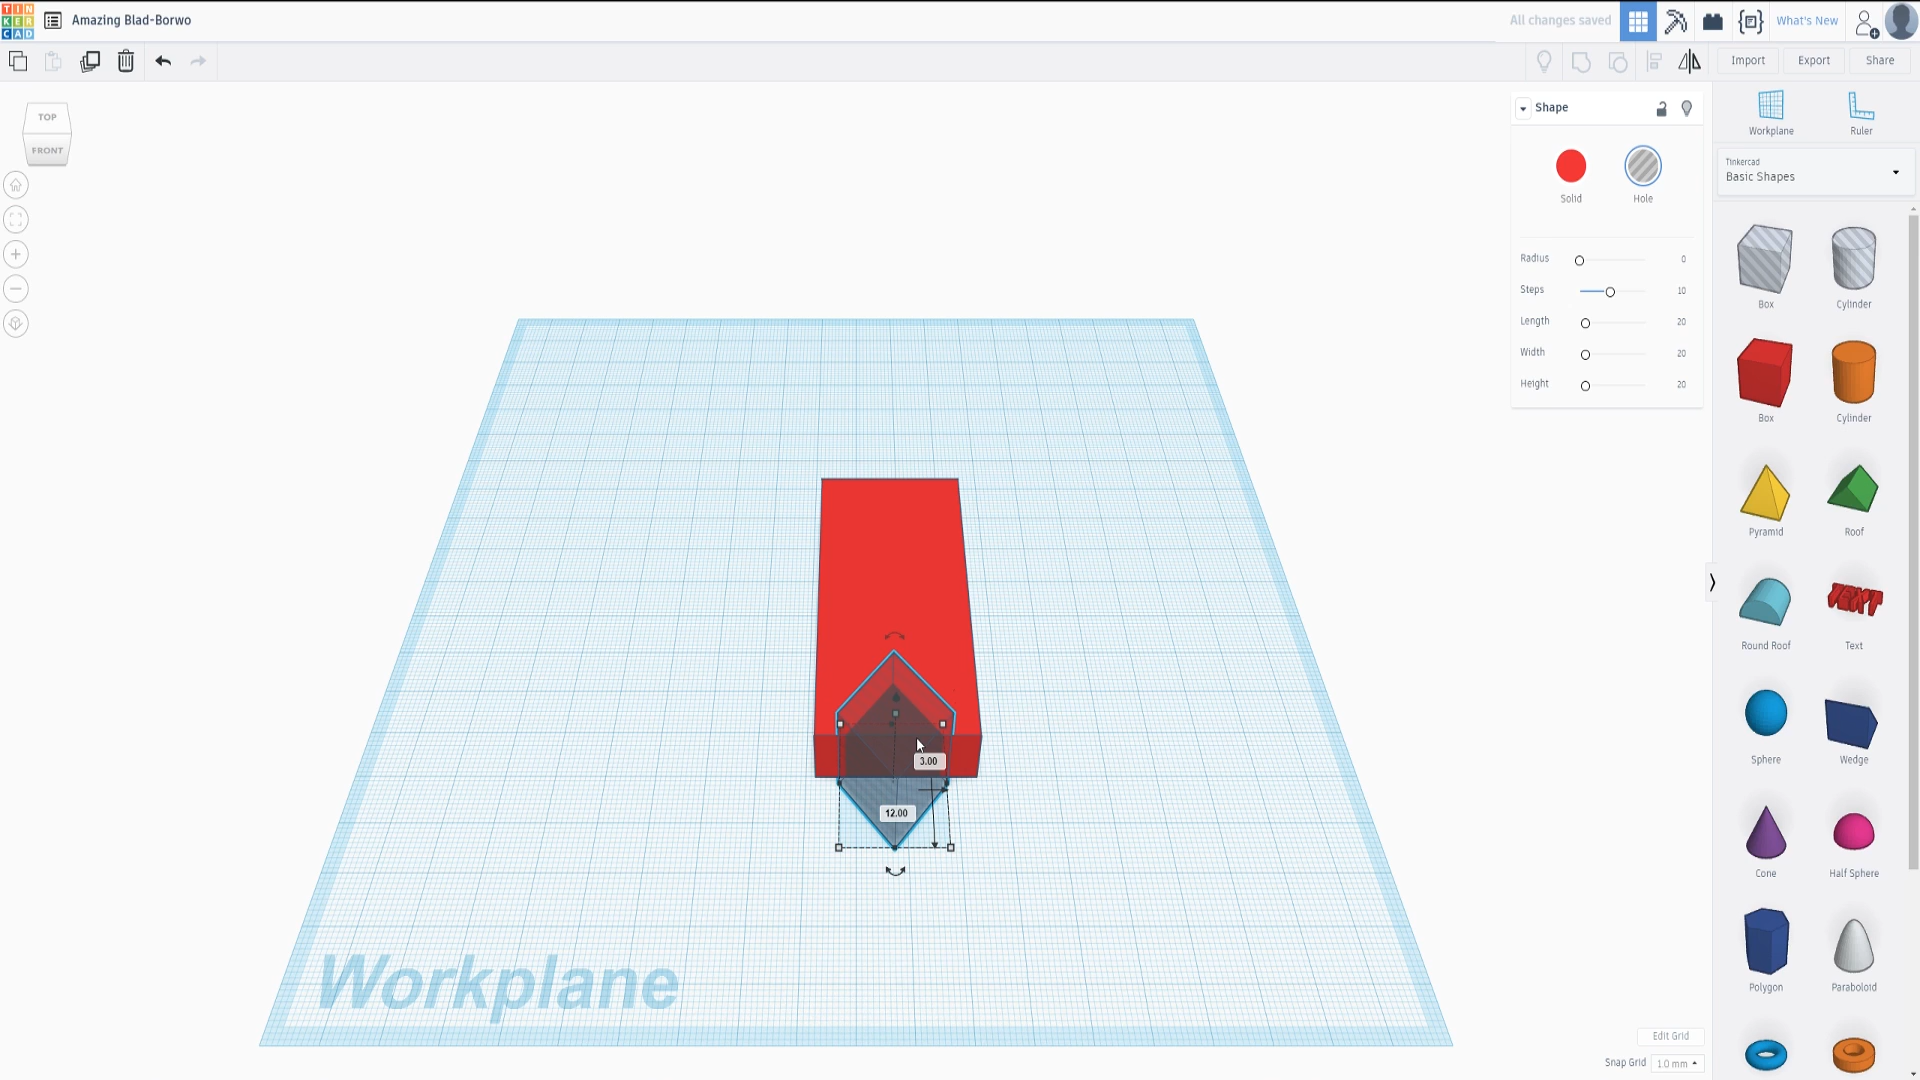 TIN
KER
CAD
Amazing Blad-Borwo
All changes saved
What's New
Import
Export
Share
TOP
FRONT
Shape
Solid
Hole
Radius 0
Steps 10
Length 20
Width 20
Height 20
Workplane
Ruler
Tinkercad
Basic Shapes
Box
Cylinder
Box
Cylinder
Pyramid
Roof
Round Roof
TEXT
Text
Sphere
Wedge
Cone
Half Sphere
Polygon
Paraboloid
3.00
12.00
Workplane
Edit Grid
Snap Grid 1.0 mm